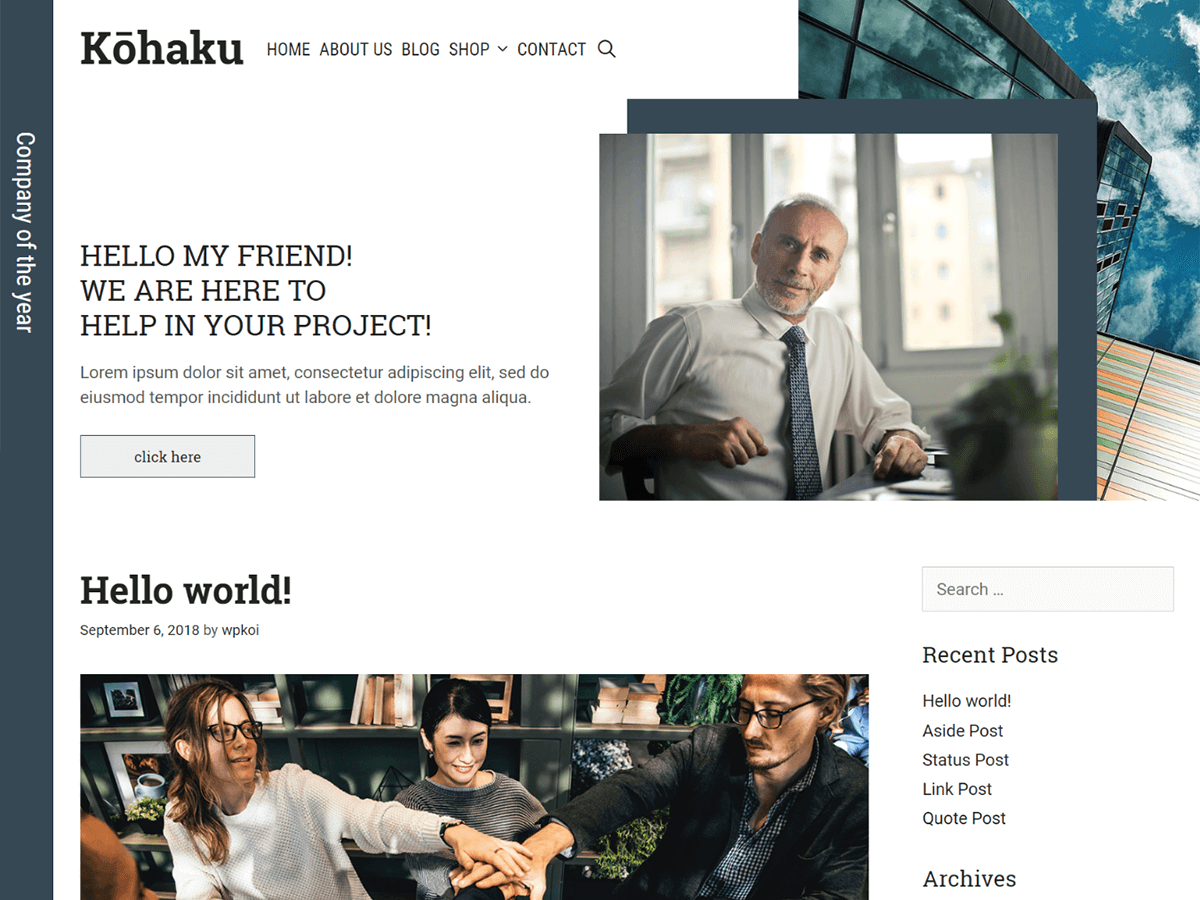 Company of the year
Kōhaku
HOME ABOUT US BLOG SHOP CONTACT
HELLO MY FRIEND!
WE ARE HERE TO
HELP IN YOUR PROJECT!
Lorem ipsum dolor sit amet, consectetur adipiscing elit, sed do
eiusmod tempor incididunt ut labore et dolore magna aliqua.
click here
Hello world!
September 6, 2018 by wpkoi
Search …
Recent Posts
Hello world!
Aside Post
Status Post
Link Post
Quote Post
Archives